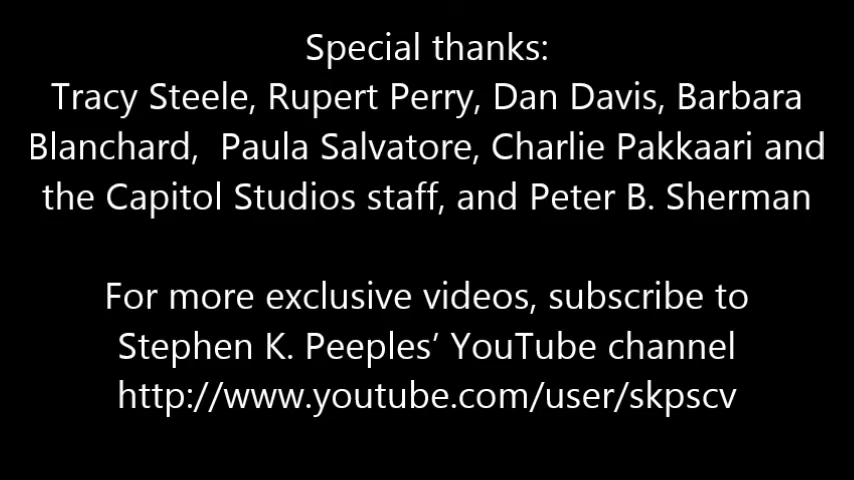 Special thanks:
Tracy Steele, Rupert Perry, Dan Davis, Barbara
Blanchard,  Paula Salvatore, Charlie Pakkaari and
the Capitol Studios staff, and Peter B. Sherman
For more exclusive videos, subscribe to
Stephen K. Peeples’ YouTube channel
http://www.youtube.com/user/skpscv